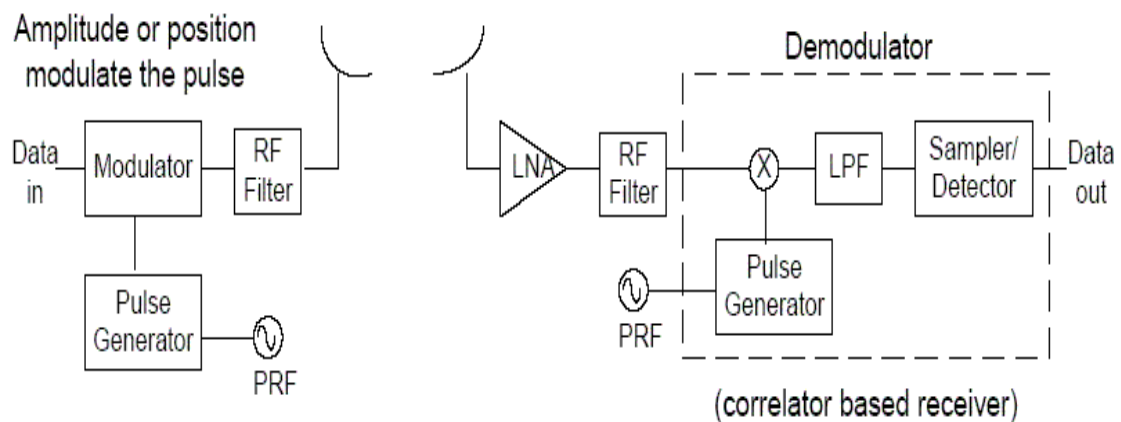 Amplitude or position
modulate the pulse
Data
in
Modulator
RF
Filter
Pulse
Generator
PRF
LNA
RF
Filter
Demodulator
X
LPF
Sampler/
Detector
Data
out
Pulse
Generator
PRF
(correlator based receiver)